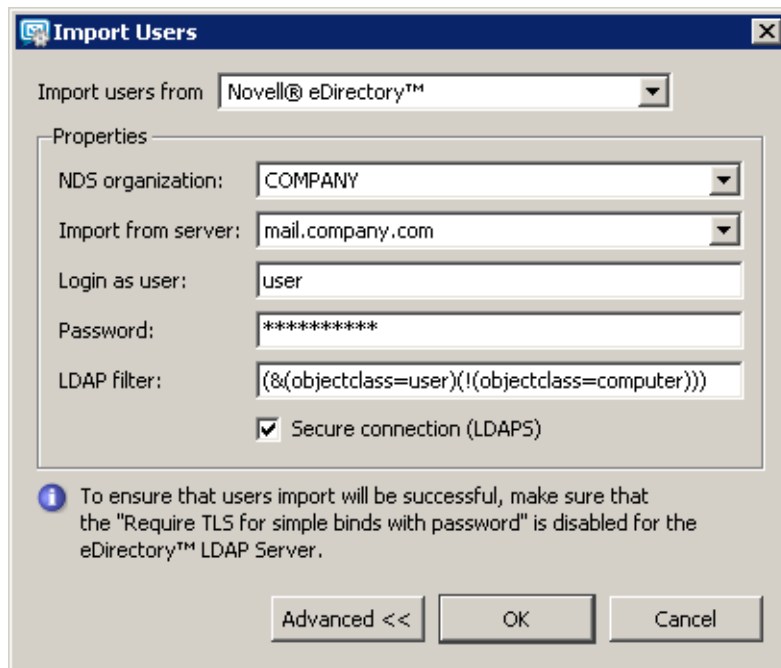 Import Users
Import users from Novell® eDirectory™
Properties
NDS organization: COMPANY
Import from server: mail.company.com
Login as user: user
Password: **********
LDAP filter: (&(objectclass=user)(!(objectclass=computer)))
Secure connection (LDAPS)
To ensure that users import will be successful, make sure that
the "Require TLS for simple binds with password" is disabled for the
eDirectory™ LDAP Server.
Advanced << OK Cancel